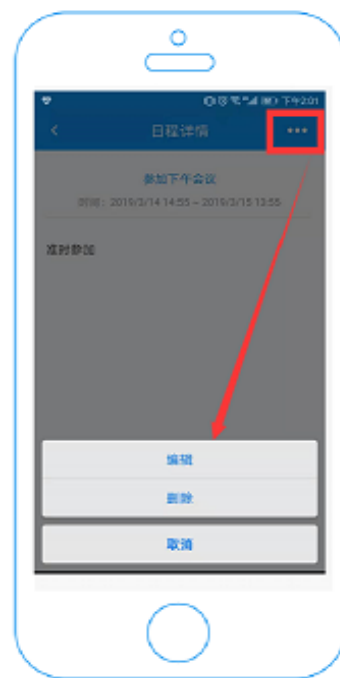 下午2:01
日程详情
参加下午会议
时间：2019/3/14 14:55 ~ 2019/3/15 13:55
准时参加
编辑
删除
取消